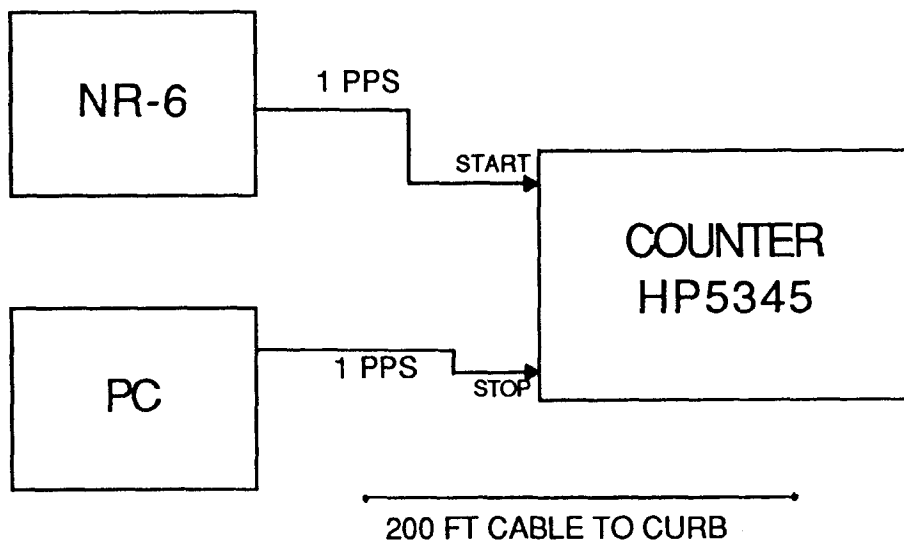 NR-6
1 PPS
START
COUNTER
HP5345
PC
1 PPS
STOP
200 FT CABLE TO CURB